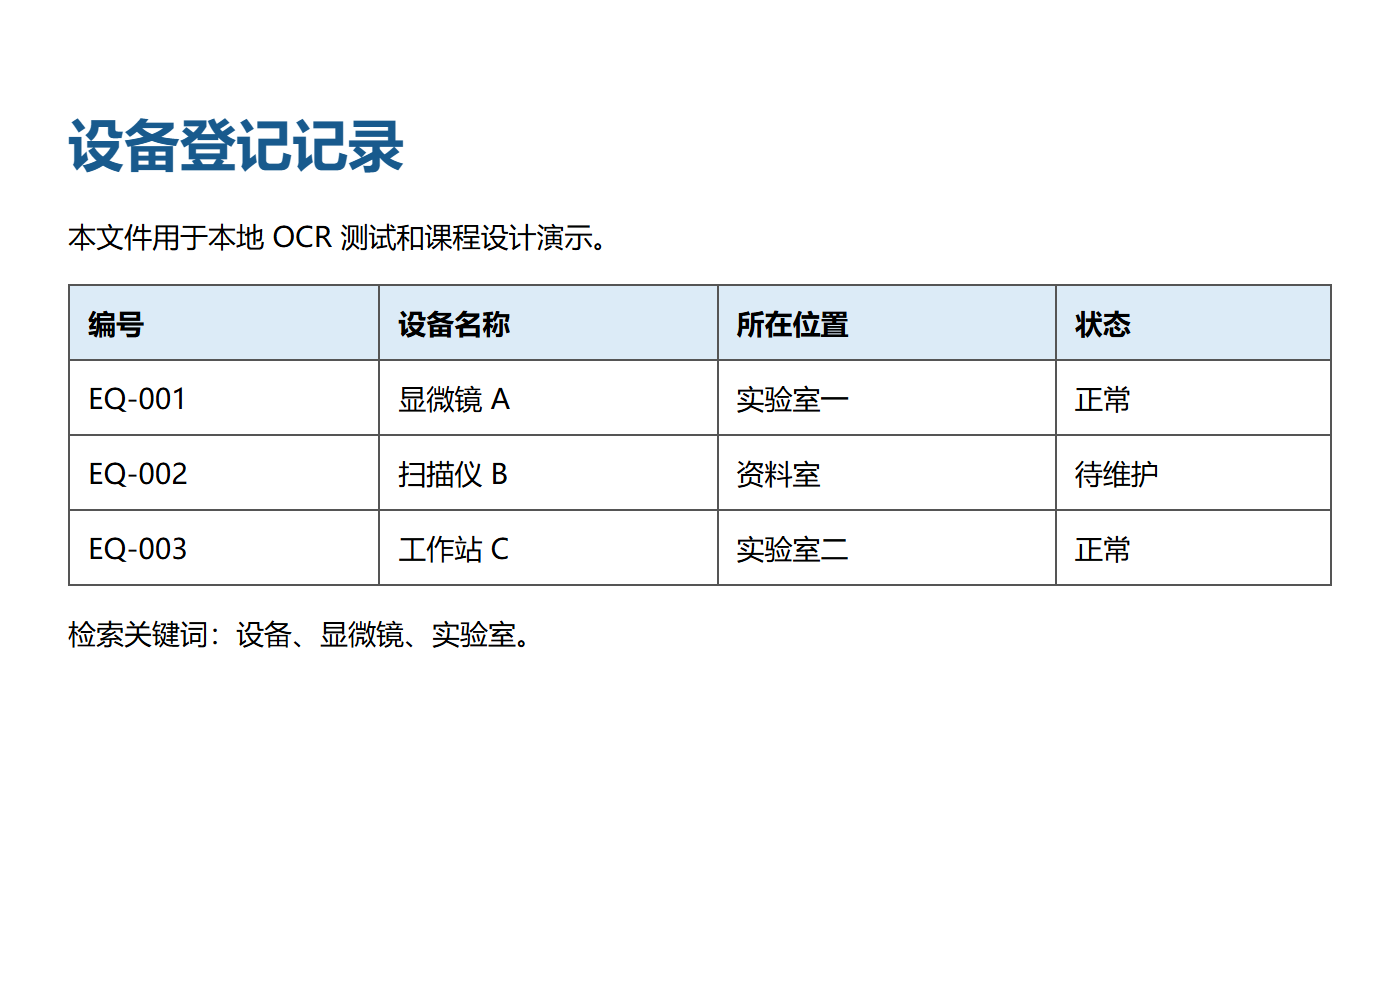 设备登记记录
本文件用于本地 OCR 测试和课程设计演示。
编号 设备名称 所在位置 状态
EQ-001 显微镜 A 实验室一 正常
EQ-002 扫描仪 B 资料室 待维护
EQ-003 工作站 C 实验室二 正常
检索关键词：设备、显微镜、实验室。